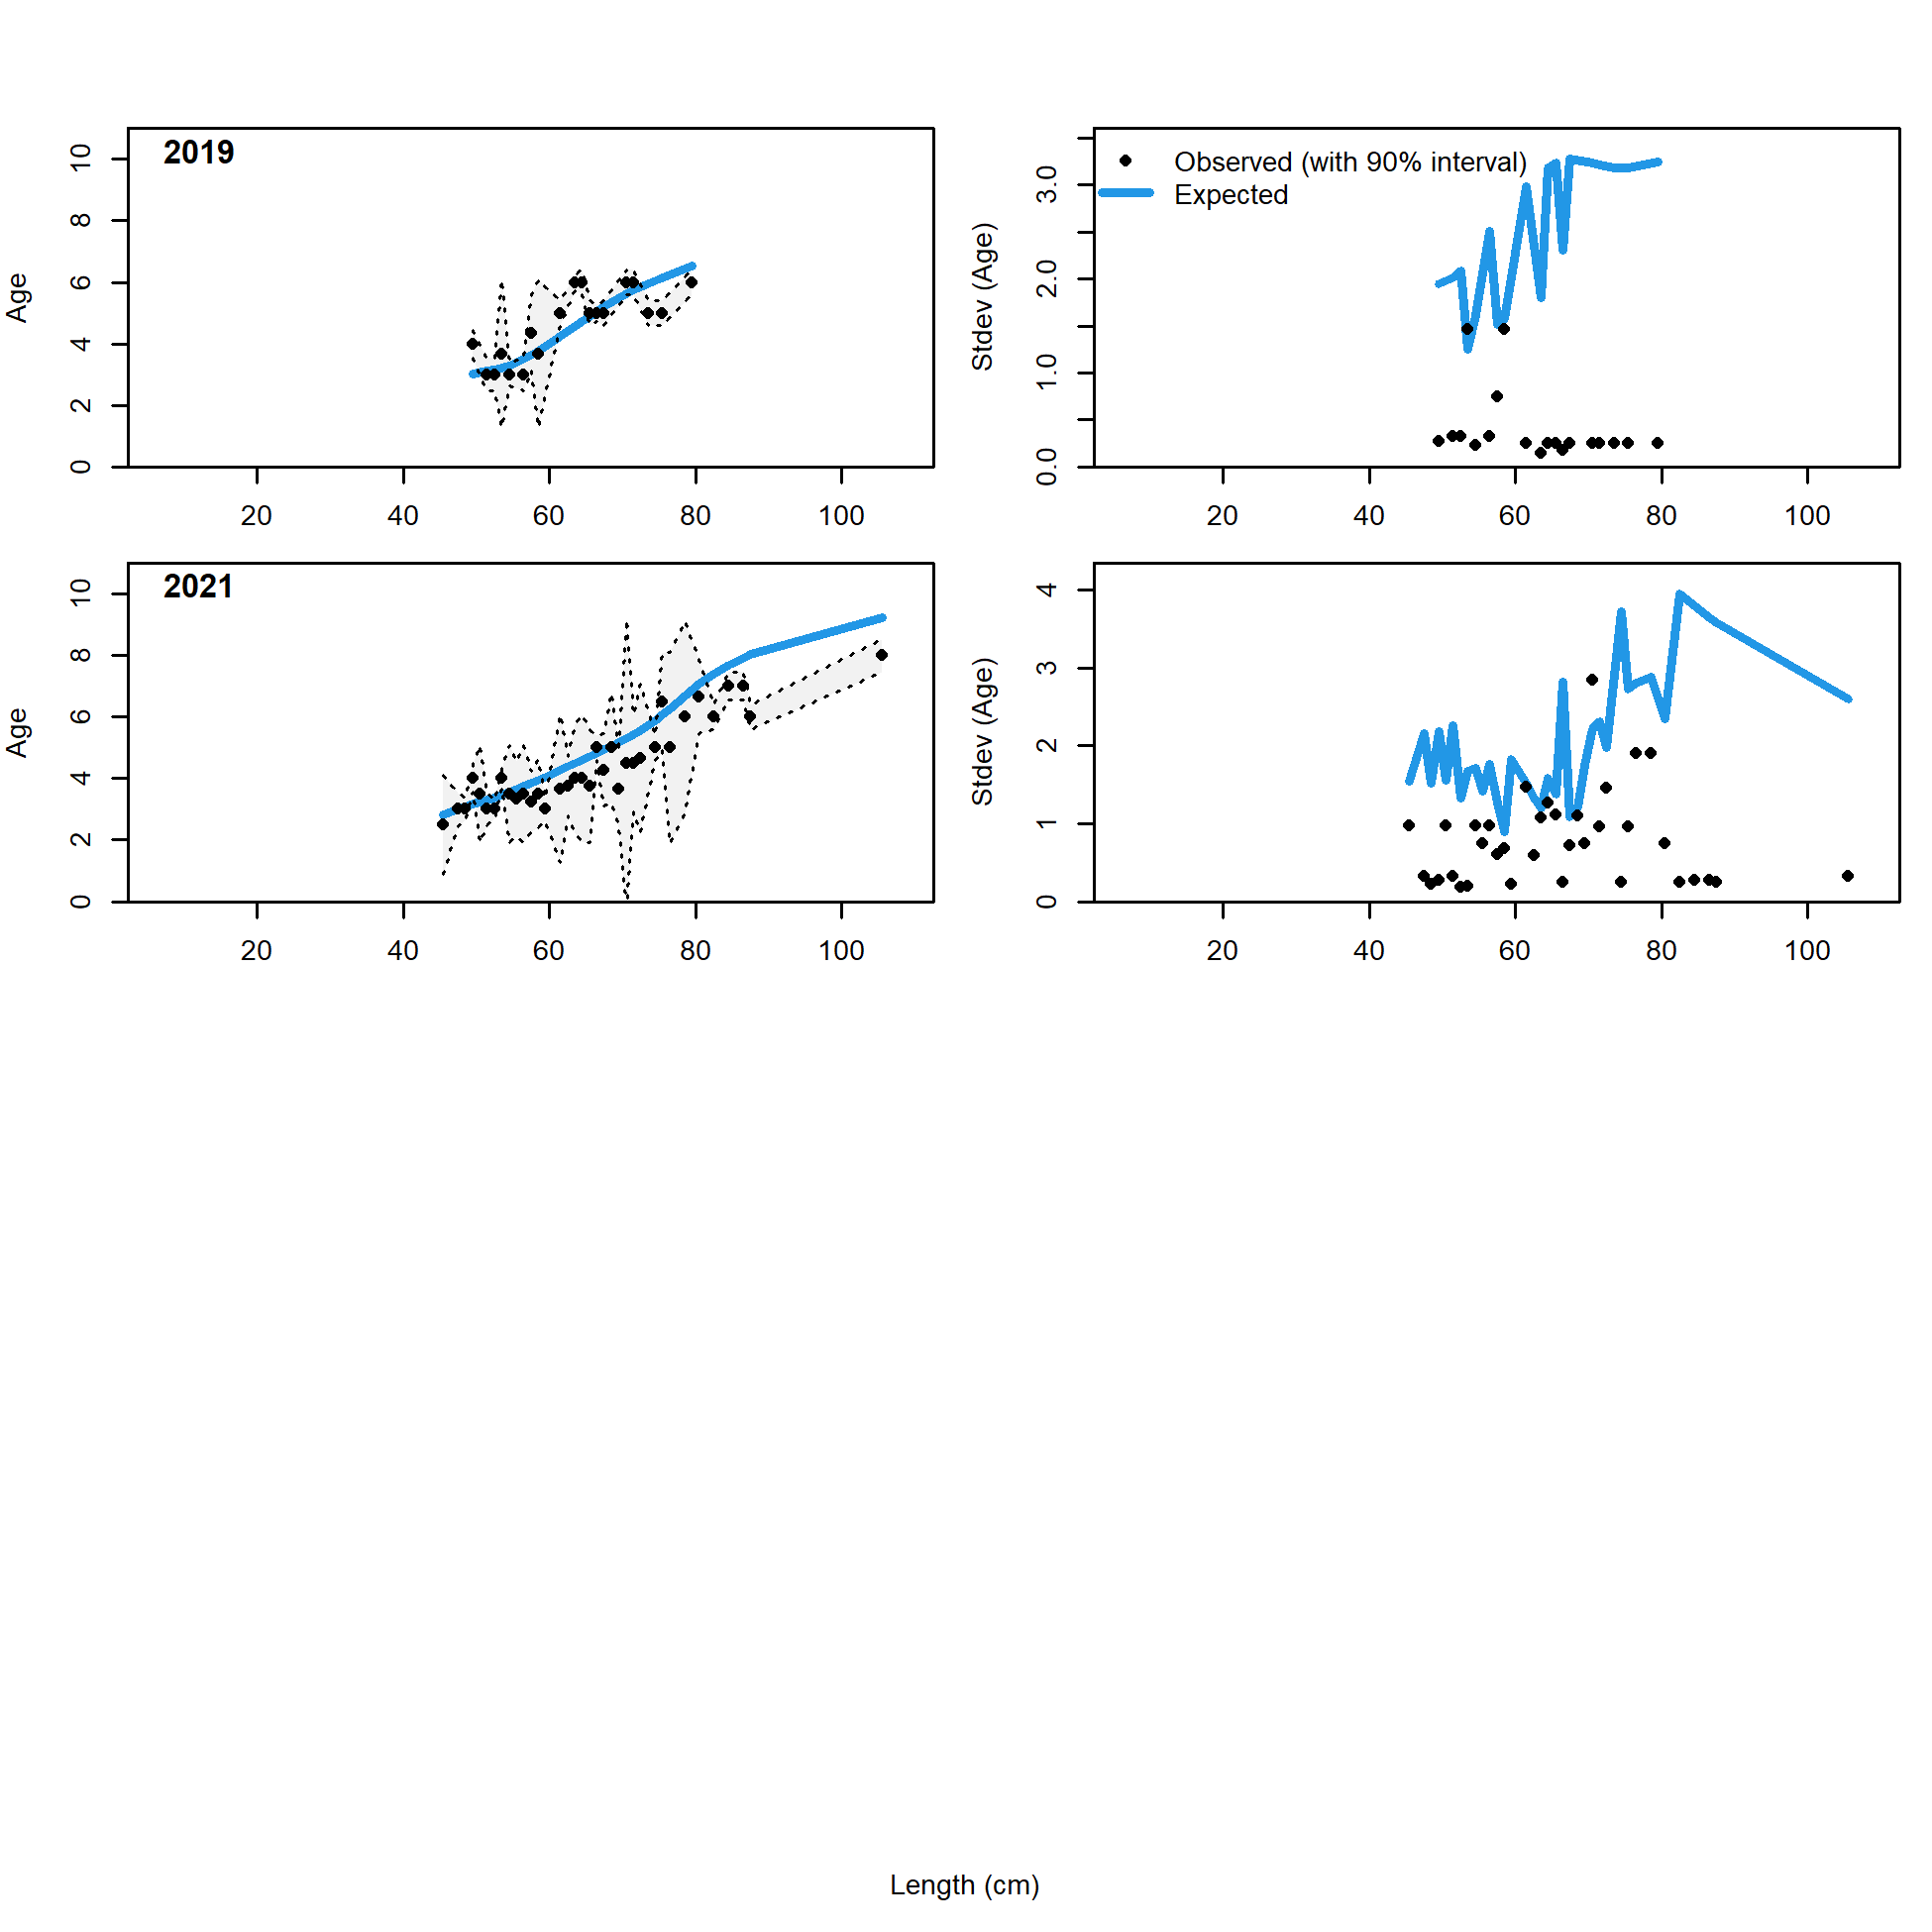 2019
Age
0 2 4 6 8 10
20 40 60 80 100
Observed (with 90% interval)
Expected
Stdev (Age)
0.0 1.0 2.0 3.0
20 40 60 80 100
2021
Age
0 2 4 6 8 10
20 40 60 80 100
Stdev (Age)
0 1 2 3 4
20 40 60 80 100
Length (cm)